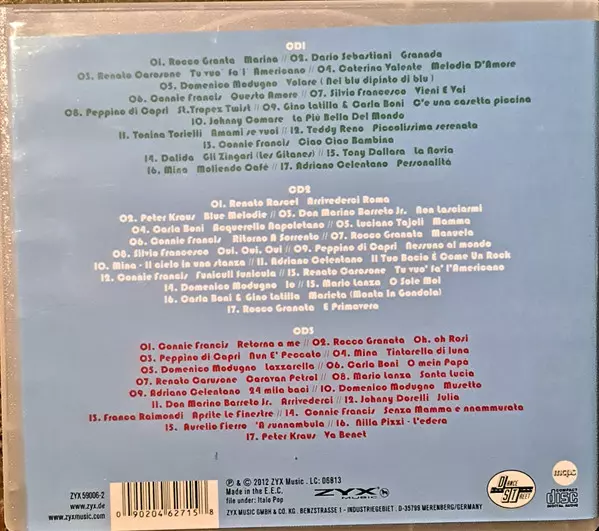 CD1
01. Rocco Granta Marina // 02. Dario Sebastiani Granada
03. Renato Carosone Tu vuo' fa l' Americano // 04. Caterina Valente Melodia D'Amore
05. Domenico Modugno Volare ( Nel blu dipinto di blu )
06. Connie Francis Questo Amore // 07. Silvio Francesco Vieni E Vai
08. Peppino di Capri St.Tropez Twist // 09. Gino Latilla & Carla Boni C'e una casetta piccina
10. Johnny Comare La Più Bella Del Mondo
11. Tonina Torielli Amami se vuoi // 12. Teddy Reno Piccolissima serenata
13. Connie Francis Ciao Ciao Bambina
14. Dalida Gli Zingari (Les Gitanes) // 15. Tony Dallara La Novia
16. Mina Moliendo Café // 17. Adriano Celentano Personalità
CD2
01. Renato Rascel Arrivederci Roma
02. Peter Kraus Blue Melodie // 03. Don Marino Barreto Jr. Non Lasciarmi
04. Carla Boni Acquerello Napoletano // 05. Luciano Tajoli Mamma
06. Connie Francis Ritorno A Sorrento // 07. Rocco Granata Manuela
08. Silvio Francesco Oui, Oui, Oui // 09. Peppino di Capri Nessuno al mondo
10. Mina - Il cielo in una stanza // 11. Adriano Celentano Il Tuo Bacio È Come Un Rock
12. Connie Francis Funiculi Funicula // 13. Renato Carosone Tu vuo' fa' l'Americano
14. Domenico Modugno Io // 15. Mario Lanza O Sole Moi
16. Carla Boni & Gino Latilla Marieta (Monta In Gondola)
17. Rocco Granata E Primavera
CD3
01. Connie Francis Retorna a me // 02. Rocco Granata Oh, oh Rosi
03. Peppino di Capri Nun E' Peccato // 04. Mina Tintarella di luna
05. Domenico Modugno Lazzarella // 06. Carla Boni O mein Papa
07. Renato Carusone Caravan Petrol // 08. Mario Lanza Santa Lucia
09. Adriano Celentano 24 mila baci // 10. Domenico Modugno Musetto
11. Don Marino Barreto Jr. Arrivederci // 12. Johnny Dorelli Julia
13. Franca Raimondi Aprite le Finestre // 14. Connie Francis Senza Mamma e nnammurata
15. Aurelio Fierro 'A sunnambula // 16. Nilla Pizzi - L'edera
17. Peter Kraus Va Benet
ZYX 59006-2
www.zyx.de
www.zyxmusic.com
0 90204 62715 8
℗ & © 2012 ZYX Music . LC: 06813
Made in the E.E.C.
file under: Italo Pop
ZYX MUSIC
ZYX MUSIC GMBH & CO. KG . BENZSTRASSE 1 - INDUSTRIEGEBIET . D-35799 MERENBERG/GERMANY
DANCE STREET
mcps
COMPACT disc DIGITAL AUDIO